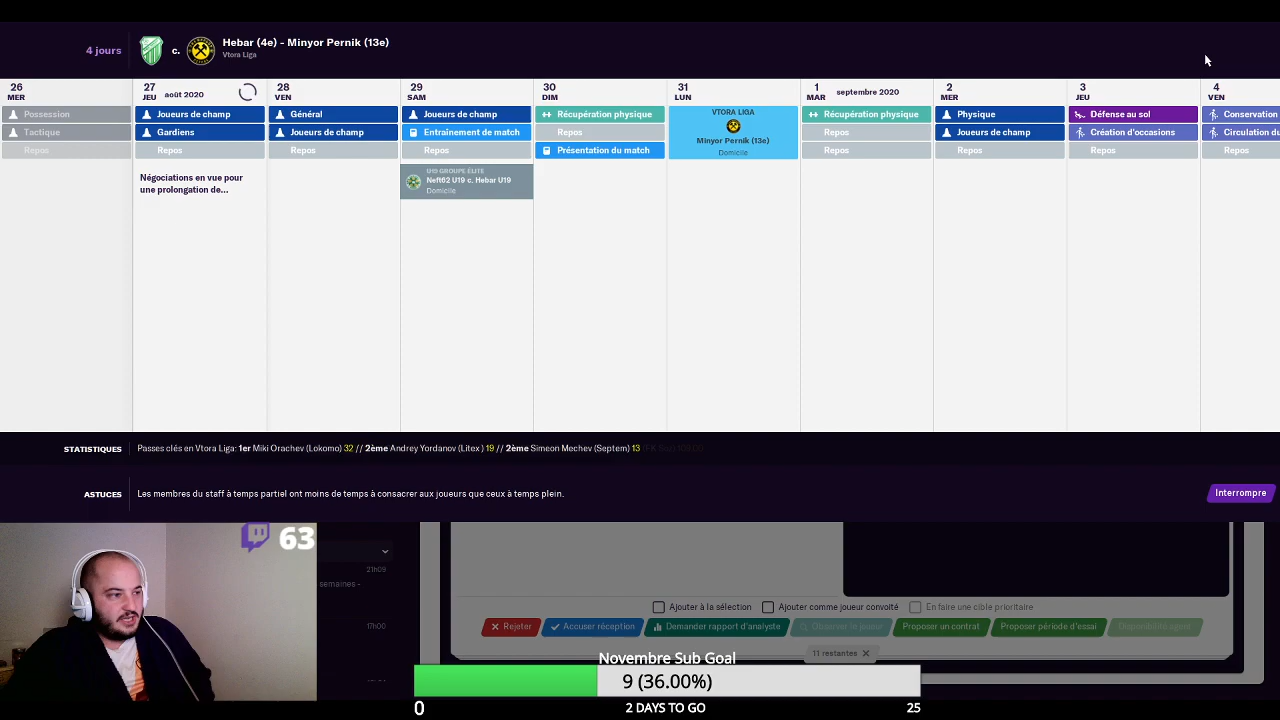 4 jours
c.
Hebar (4e) - Minyor Pernik (13e)
Vtora Liga
26
MER
27
JEU
août 2020
28
VEN
29
SAM
30
DIM
31
LUN
1
MAR
septembre 2020
2
MER
3
JEU
4
VEN
Possession
Tactique
Repos
Joueurs de champ
Gardiens
Repos
Négociations en vue pour
une prolongation de...
Général
Joueurs de champ
Repos
Joueurs de champ
Entraînement de match
Repos
U19 GROUPE ÉLITE
Neft62 U19 c. Hebar U19
Domicile
Récupération physique
Repos
Présentation du match
VTORA LIGA
Minyor Pernik (13e)
Domicile
Récupération physique
Repos
Repos
Physique
Joueurs de champ
Repos
Défense au sol
Création d'occasions
Repos
Conservation
Circulation du
Repos
STATISTIQUES
Passes clés en Vtora Liga: 1er Miki Orachev (Lokomo) 32 // 2ème Andrey Yordanov (Litex ) 19 // 2ème Simeon Mechev (Septem) 13
ASTUCES
Les membres du staff à temps partiel ont moins de temps à consacrer aux joueurs que ceux à temps plein.
Interrompre
63
21h09
semaines -
17h00
Ajouter à la sélection
Ajouter comme joueur convoité
En faire une cible prioritaire
Rejeter
Accuser réception
Demander rapport d'analyste
Observer le joueur
Proposer un contrat
Proposer période d'essai
Disponibilité agent
11 restantes
Novembre Sub Goal
9 (36.00%)
0
2 DAYS TO GO
25